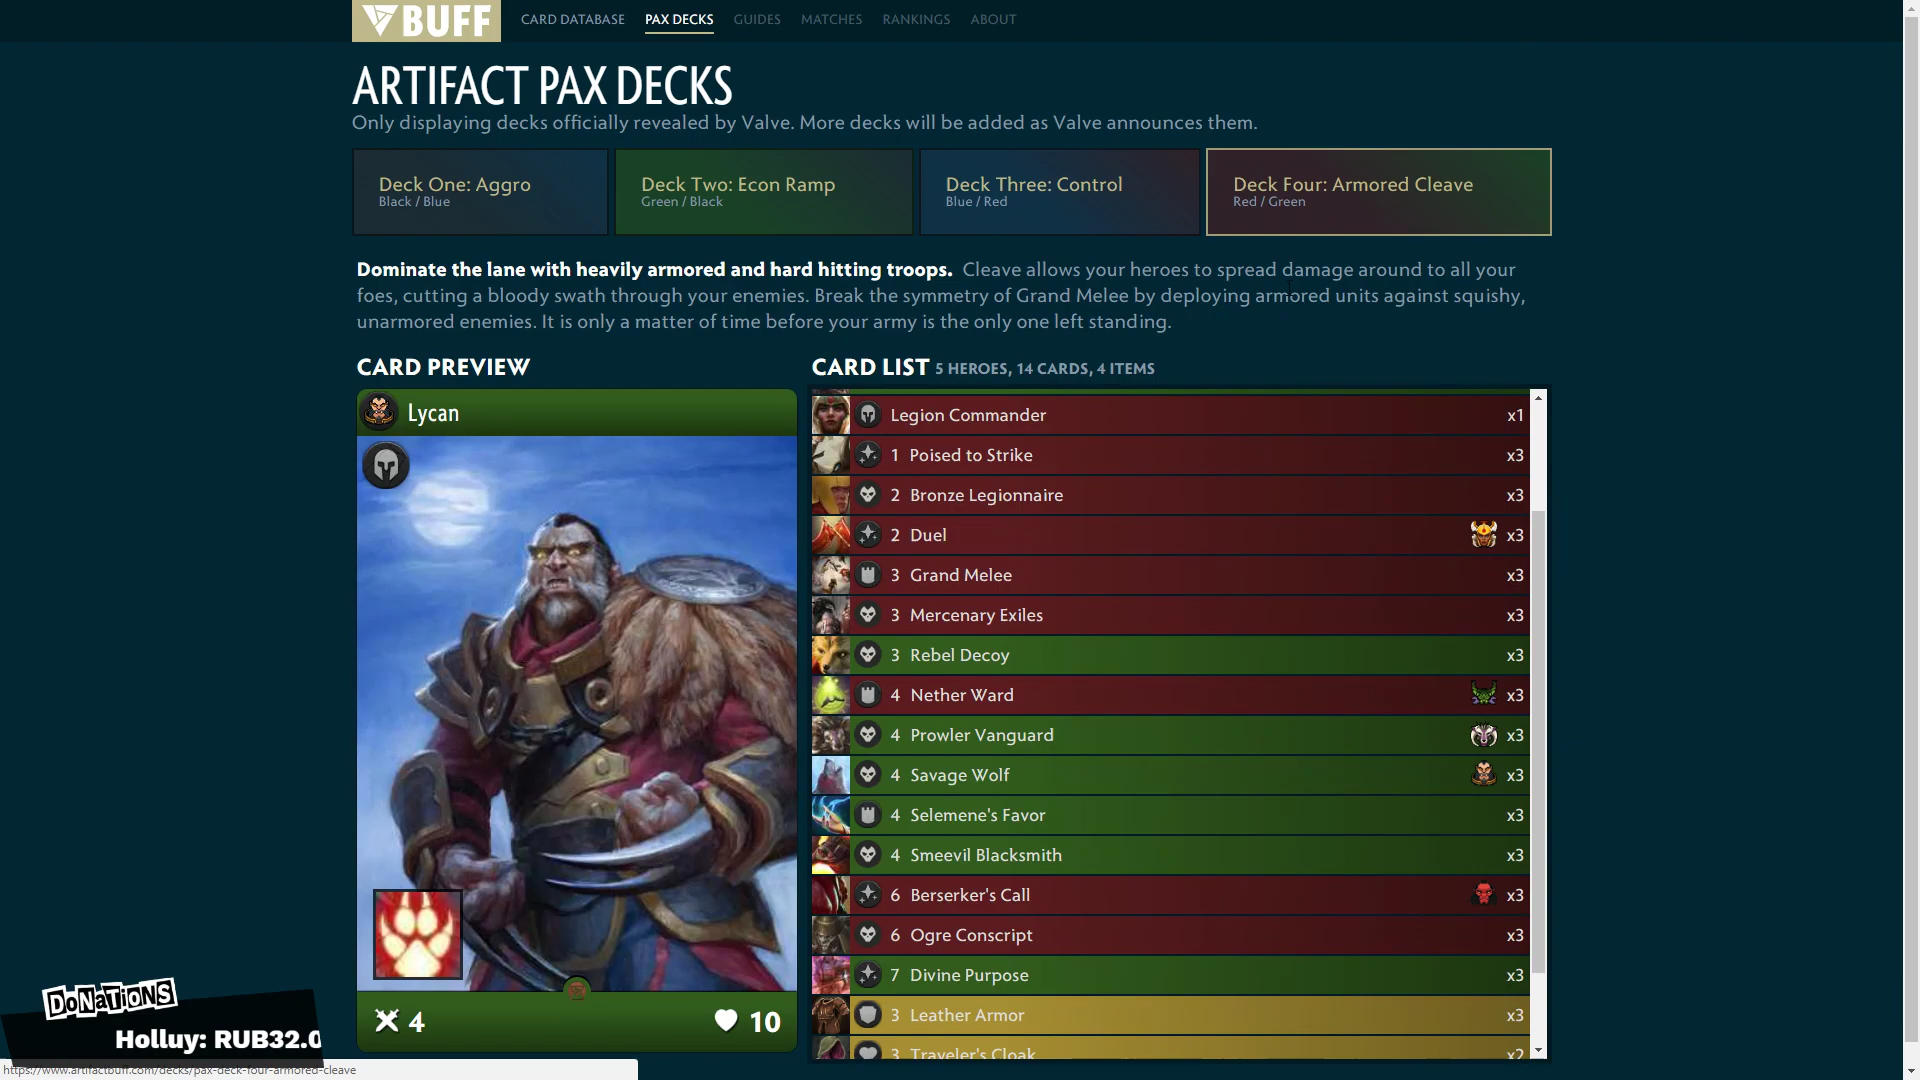 BUFF CARD DATABASE PAX DECKS GUIDES MATCHES RANKINGS ABOUT
ARTIFACT PAX DECKS
Only displaying decks officially revealed by Valve. More decks will be added as Valve announces them.
Deck One: Aggro
Black / Blue
Deck Two: Econ Ramp
Green / Black
Deck Three: Control
Blue / Red
Deck Four: Armored Cleave
Red / Green
Dominate the lane with heavily armored and hard hitting troops. Cleave allows your heroes to spread damage around to all your
foes, cutting a bloody swath through your enemies. Break the symmetry of Grand Melee by deploying armored units against squishy,
unarmored enemies. It is only a matter of time before your army is the only one left standing.
CARD PREVIEW
Lycan
4 10
CARD LIST 5 HEROES, 14 CARDS, 4 ITEMS
Legion Commander x1
1 Poised to Strike x3
2 Bronze Legionnaire x3
2 Duel x3
3 Grand Melee x3
3 Mercenary Exiles x3
3 Rebel Decoy x3
4 Nether Ward x3
4 Prowler Vanguard x3
4 Savage Wolf x3
4 Selemene's Favor x3
4 Smeevil Blacksmith x3
6 Berserker's Call x3
6 Ogre Conscript x3
7 Divine Purpose x3
3 Leather Armor x3
3 Traveler's Cloak x2
DONATIONS
Holluy: RUB32.0
https://www.artifactbuff.com/decks/pax-deck-four-armored-cleave